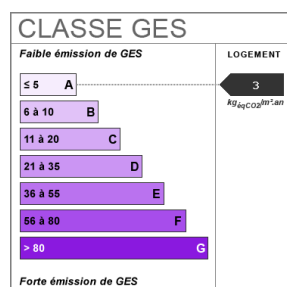 CLASSE GES
Faible émission de GES
LOGEMENT
≤ 5 A
3
kgéqCO2/m².an
6 à 10 B
11 à 20 C
21 à 35 D
36 à 55 E
56 à 80 F
> 80 G
Forte émission de GES